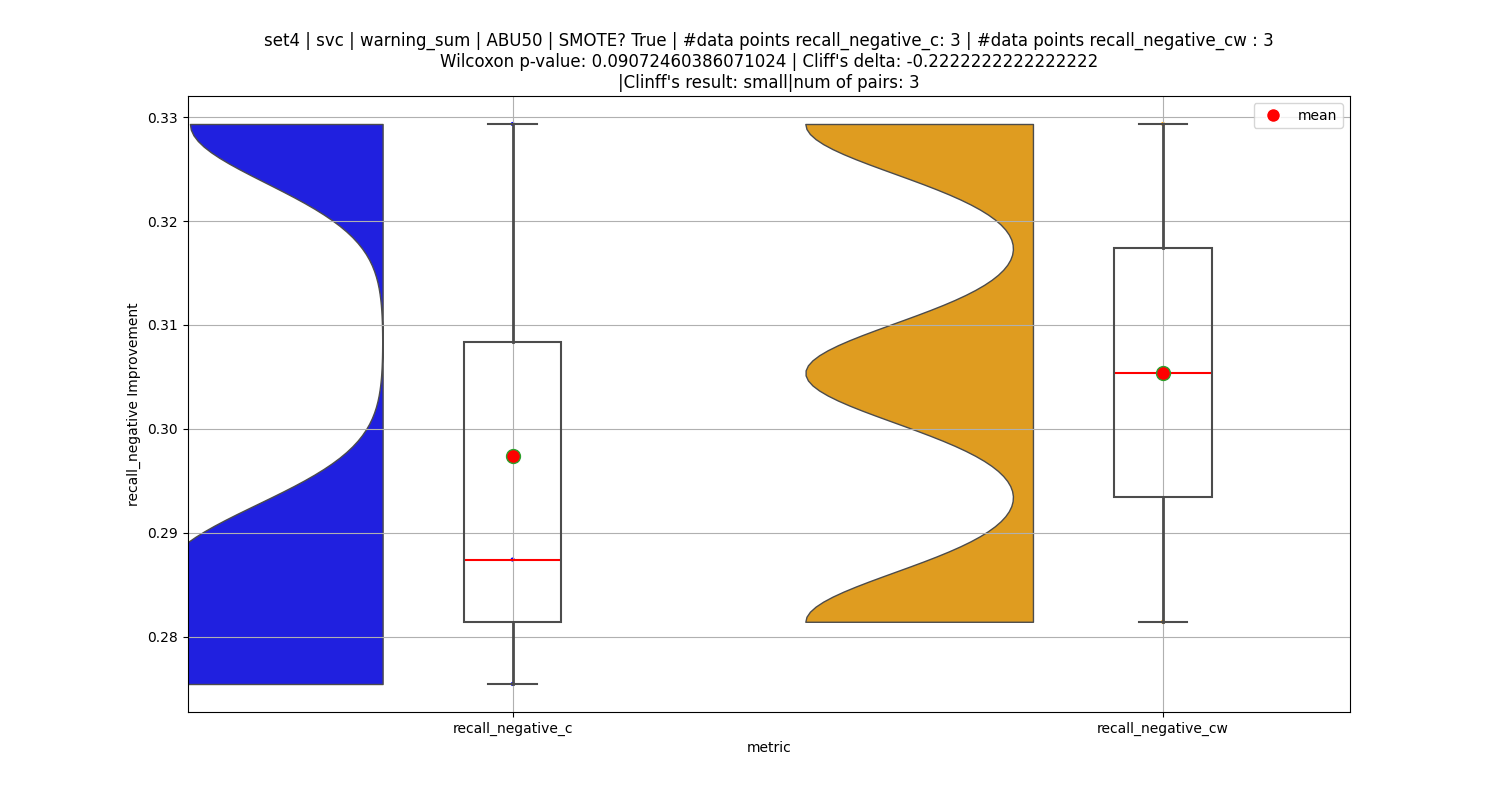 set4 | svc | warning_sum | ABU50 | SMOTE? True | #data points recall_negative_c: 3 | #data points recall_negative_cw : 3
Wilcoxon p-value: 0.09072460386071024 | Cliff's delta: -0.2222222222222222
|Clinff's result: small|num of pairs: 3
mean
0.33
0.32
0.31
0.30
0.29
0.28
recall_negative Improvement
recall_negative_c
recall_negative_cw
metric